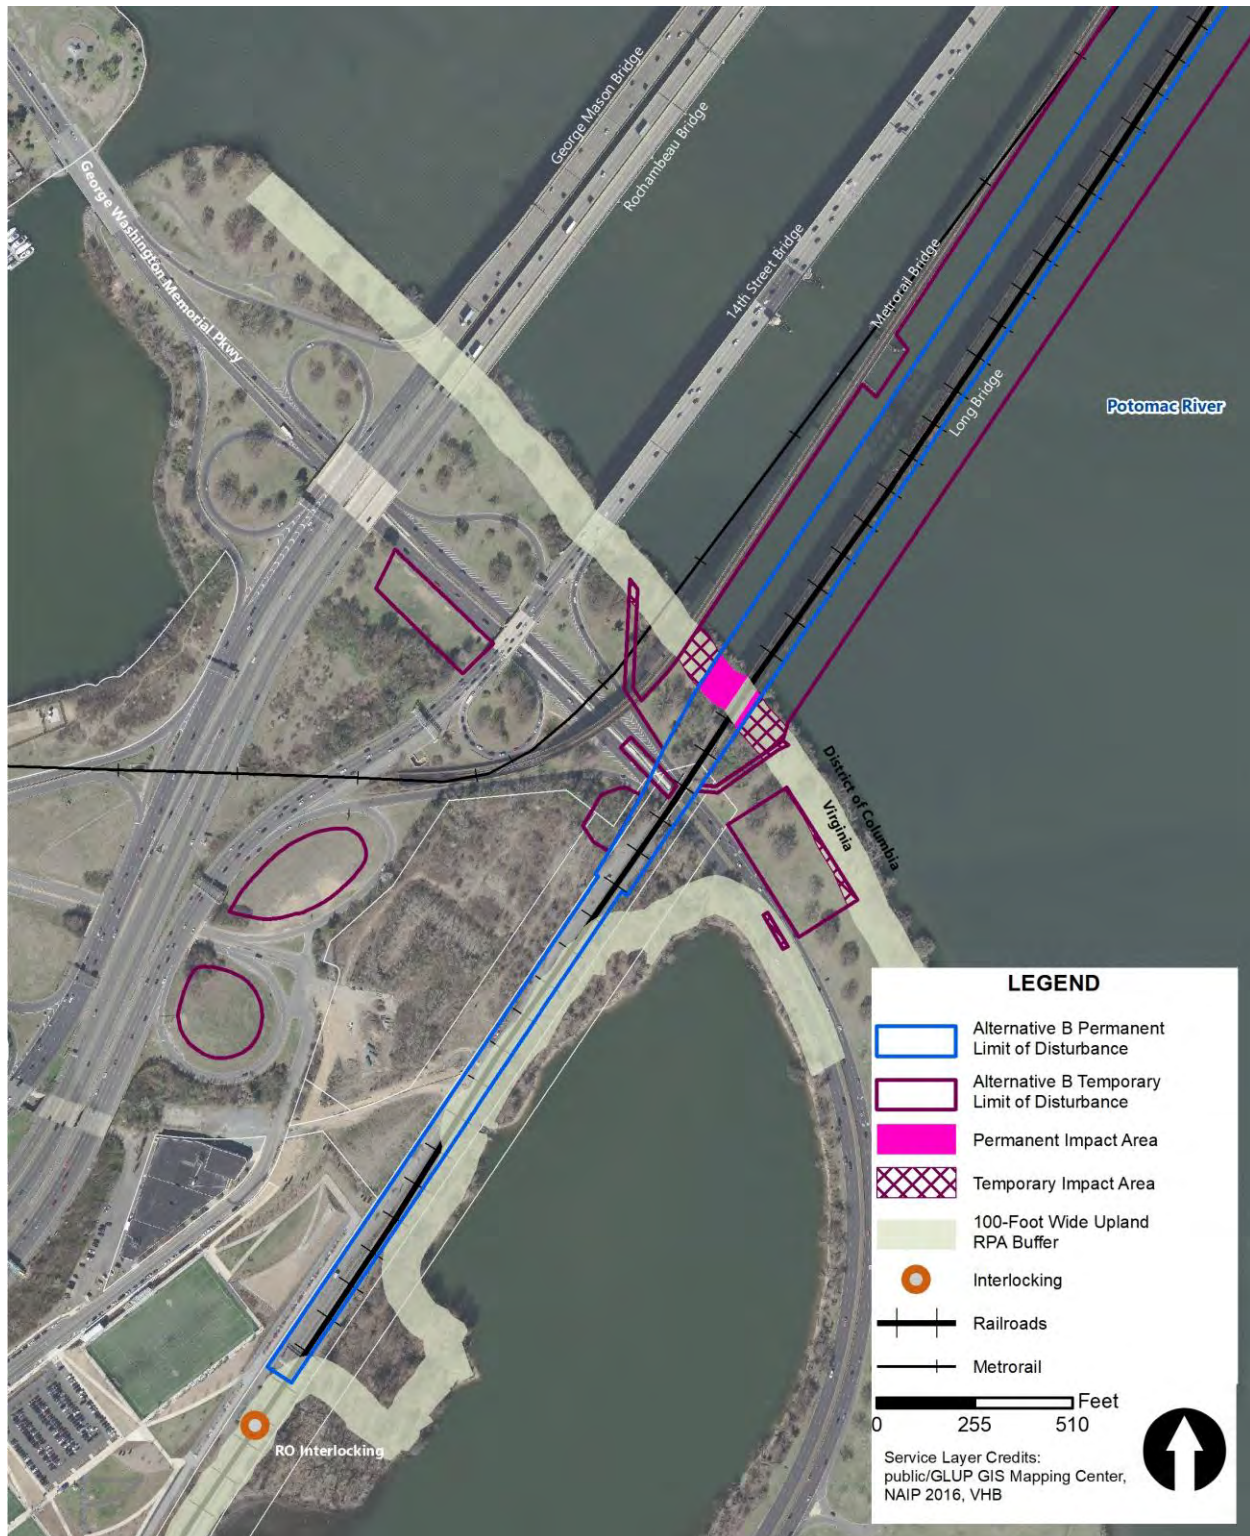 George Mason Bridge
Rochambeau Bridge
George Washington Memorial Pkwy
14th Street Bridge
Metrorail Bridge
Long Bridge
Potomac River
District of Columbia
Virginia
RO Interlocking
LEGEND
Alternative B Permanent
Limit of Disturbance
Alternative B Temporary
Limit of Disturbance
Permanent Impact Area
Temporary Impact Area
100-Foot Wide Upland
RPA Buffer
Interlocking
Railroads
Metrorail
Feet
0 255 510
Service Layer Credits:
public/GLUP GIS Mapping Center,
NAIP 2016, VHB